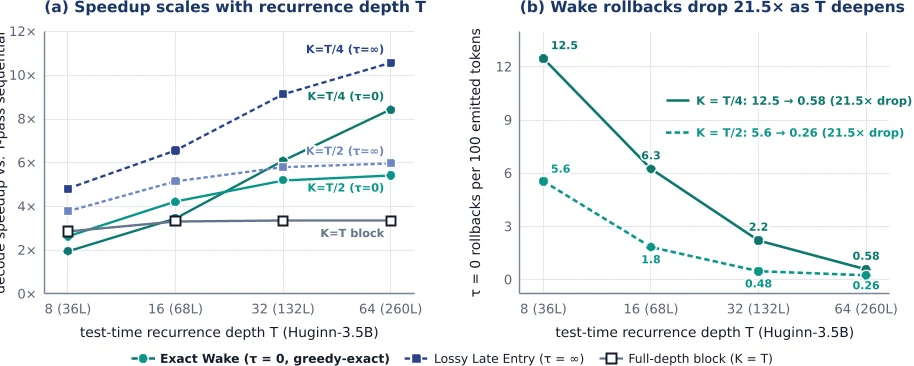 (a) Speedup scales with recurrence depth T
12×
10×
8×
6×
4×
2×
0×
K=T/4 (τ=∞)
K=T/4 (τ=0)
K=T/2 (τ=∞)
K=T/2 (τ=0)
K=T block
8 (36L) 16 (68L) 32 (132L) 64 (260L)
test-time recurrence depth T (Huginn-3.5B)
(b) Wake rollbacks drop 21.5× as T deepens
τ = 0 rollbacks per 100 emitted tokens
12
9
6
3
0
12.5
6.3
2.2
0.58
5.6
1.8
0.48
0.26
K = T/4: 12.5 → 0.58 (21.5× drop)
K = T/2: 5.6 → 0.26 (21.5× drop)
8 (36L) 16 (68L) 32 (132L) 64 (260L)
test-time recurrence depth T (Huginn-3.5B)
Exact Wake (τ = 0, greedy-exact) Lossy Late Entry (τ = ∞) Full-depth block (K = T)